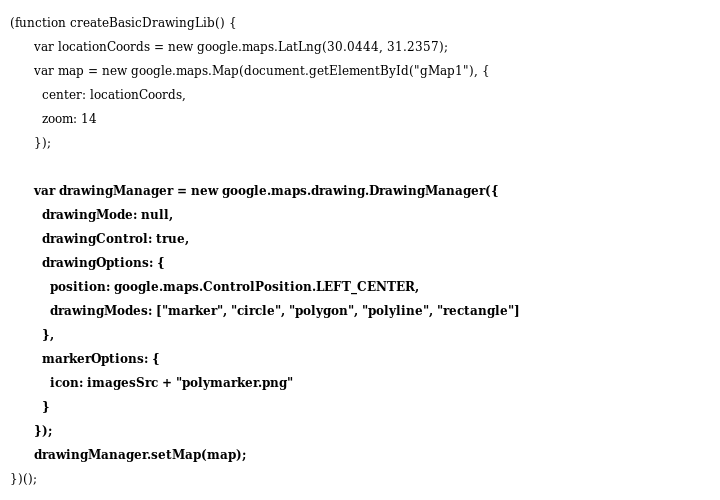 (function createBasicDrawingLib() {
var locationCoords = new google.maps.LatLng(30.0444, 31.2357);
var map = new google.maps.Map(document.getElementById("gMap1"), {
center: locationCoords,
zoom: 14
});
var drawingManager = new google.maps.drawing.DrawingManager({
drawingMode: null,
drawingControl: true,
drawingOptions: {
position: google.maps.ControlPosition.LEFT_CENTER,
drawingModes: ["marker", "circle", "polygon", "polyline", "rectangle"]
},
markerOptions: {
icon: imagesSrc + "polymarker.png"
}
});
drawingManager.setMap(map);
})();